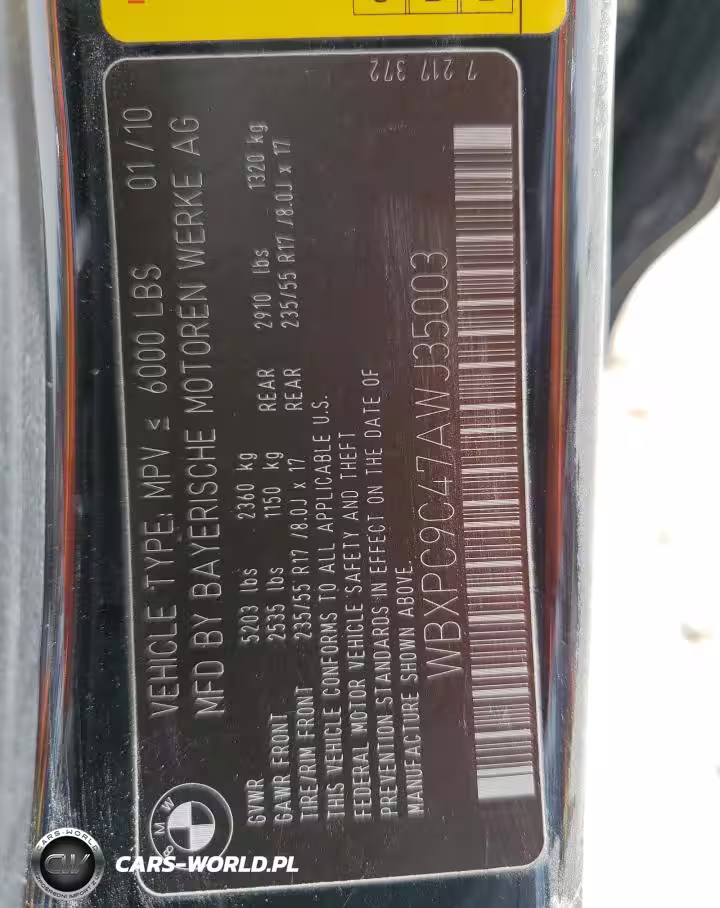 VEHICLE TYPE: MPV ≤ 6000 LBS 01/10
MFD BY BAYERISCHE MOTOREN WERKE AG
GVWR 5203 lbs 2360 kg
GAWR FRONT 2535 lbs 1150 kg REAR 2910 lbs 1320 kg
TIRE/RIM FRONT 235/55 R17 /8.0J x 17 REAR 235/55 R17 /8.0J x 17
THIS VEHICLE CONFORMS TO ALL APPLICABLE U.S.
FEDERAL MOTOR VEHICLE SAFETY AND THEFT
PREVENTION STANDARDS IN EFFECT ON THE DATE OF
MANUFACTURE SHOWN ABOVE.
WBXPC9C47AWJ35003
7 217 372
BMW
CARS-WORLD
CW
CARS-WORLD.PL